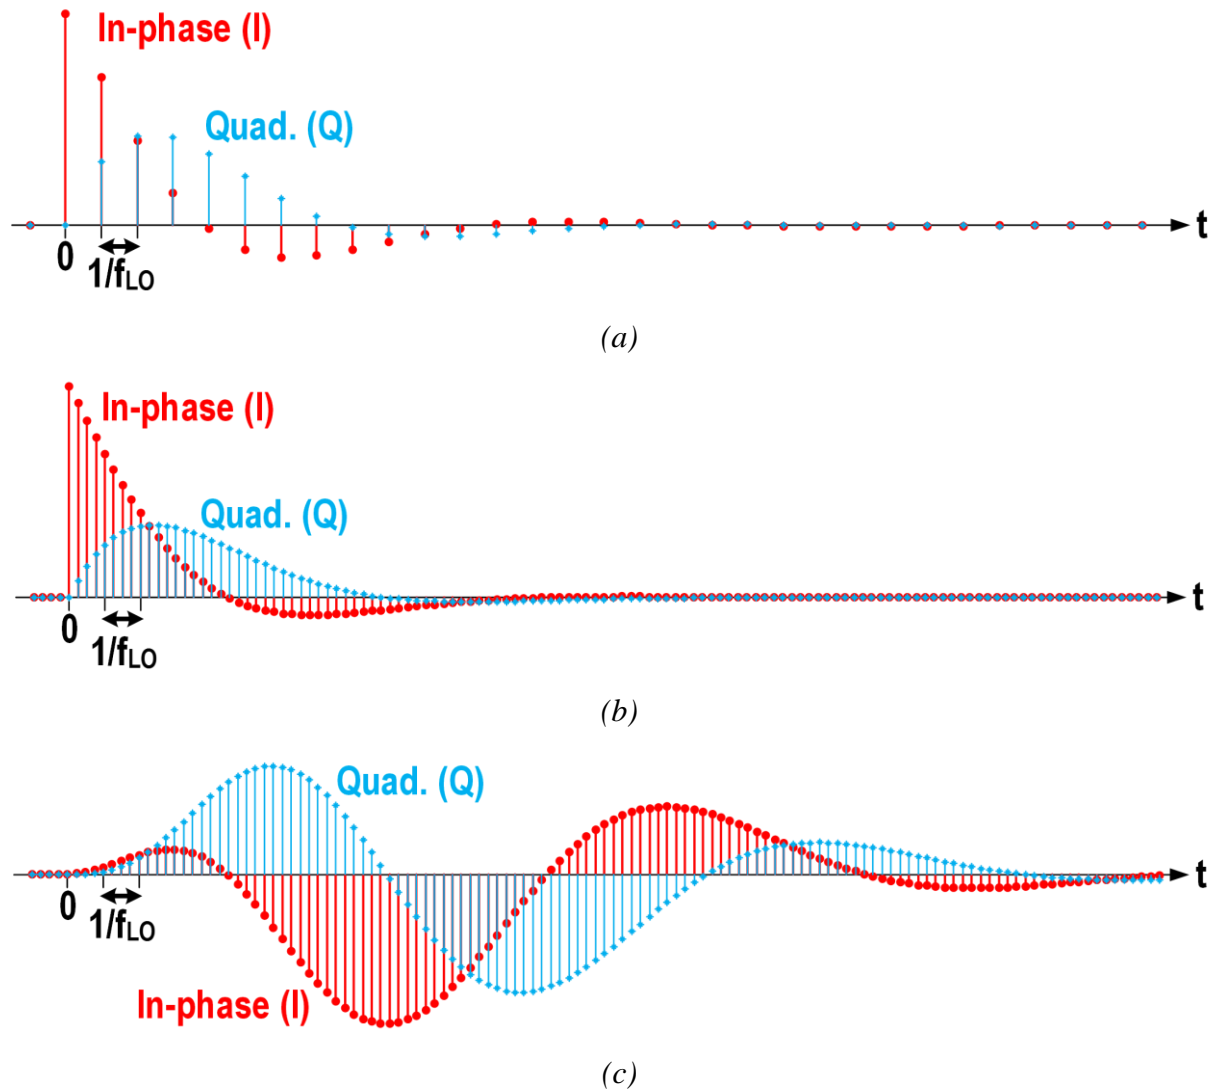 In-phase (I)
Quad. (Q)
t
0
1/fLO
(a)
In-phase (I)
Quad. (Q)
t
0
1/fLO
(b)
Quad. (Q)
t
0
1/fLO
In-phase (I)
(c)